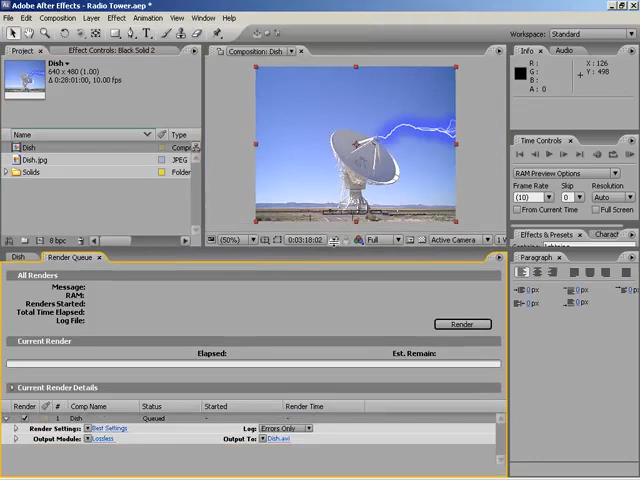 Adobe After Effects - Radio Tower.aep *
File Edit Composition Layer Effect Animation View Window Help
Workspace: Standard
Project Effect Controls: Black Solid 2 Composition: Dish Info Audio
Dish
640 x 480 (1.00)
Δ 0:28:01:00, 10.00 fps
R : X : 126
G : Y : 498
B :
A : 0
Name Type
Dish
Dish.jpg JPEG
Solids Folder
Time Controls
RAM Preview Options
Frame Rate Skip Resolution
(10) 0 Auto
From Current Time Full Screen
8 bpc (50%) 0:03:18:02 Full Active Camera 1 V
Effects & Presets Charact
Dish Render Queue
Paragraph
All Renders
Message:
RAM:
Renders Started:
Total Time Elapsed:
Log File:
Render
0 px 0 px 0 px
0 px 0 px
Current Render
Elapsed: Est. Remain:
Current Render Details
Render # Comp Name Status Started Render Time
1 Dish - Queued - -
Render Settings: Best Settings Log: Errors Only
Output Module: Lossless Output To: Dish.avi